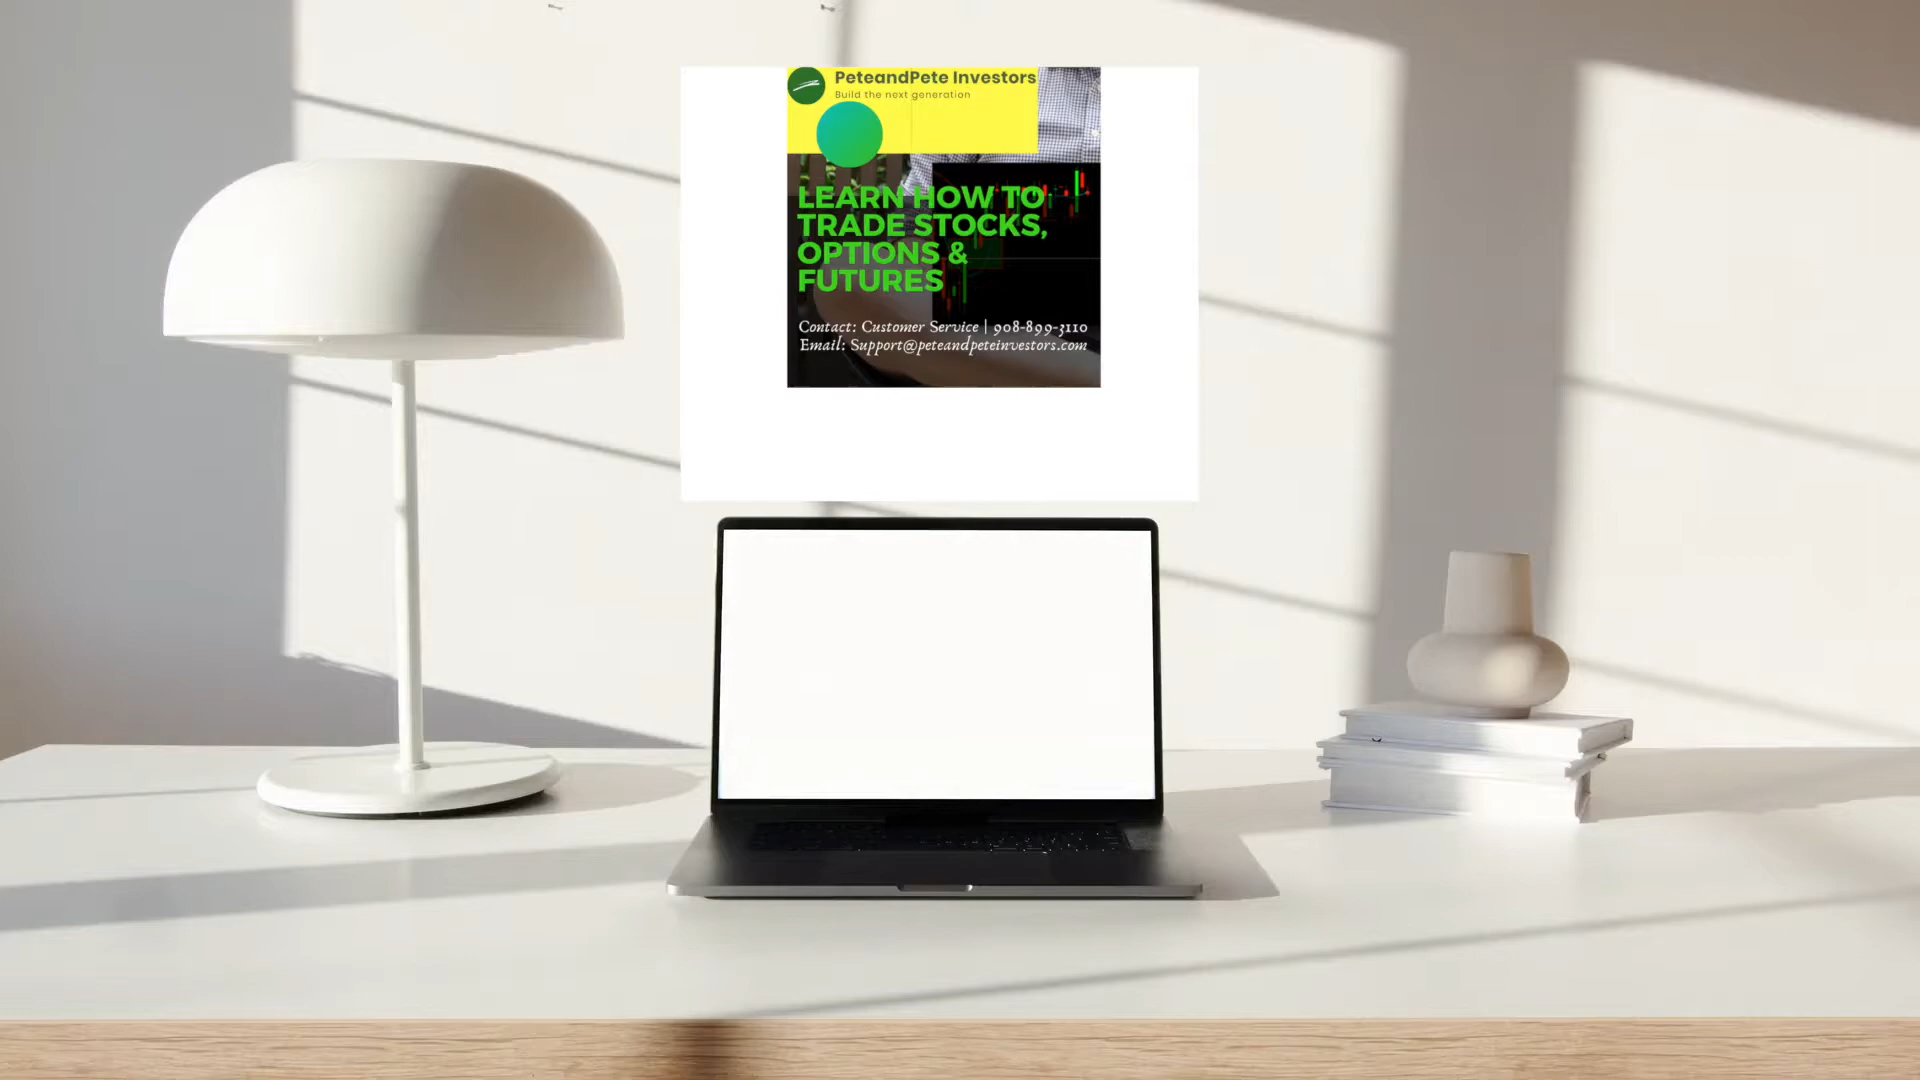 PeteandPete Investors
Build the next generation
LEARN HOW TO
TRADE STOCKS,
OPTIONS &
FUTURES
Contact: Customer Service | 908-899-3110
Email: Support@peteandpeteinvestors.com